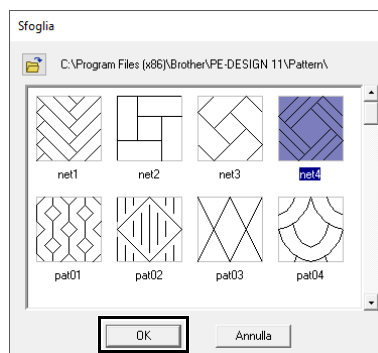 Sfoglia
C:\Program Files (x86)\Brother\PE-DESIGN 11\Pattern\
net1 net2 net3 net4
pat01 pat02 pat03 pat04
OK Annulla